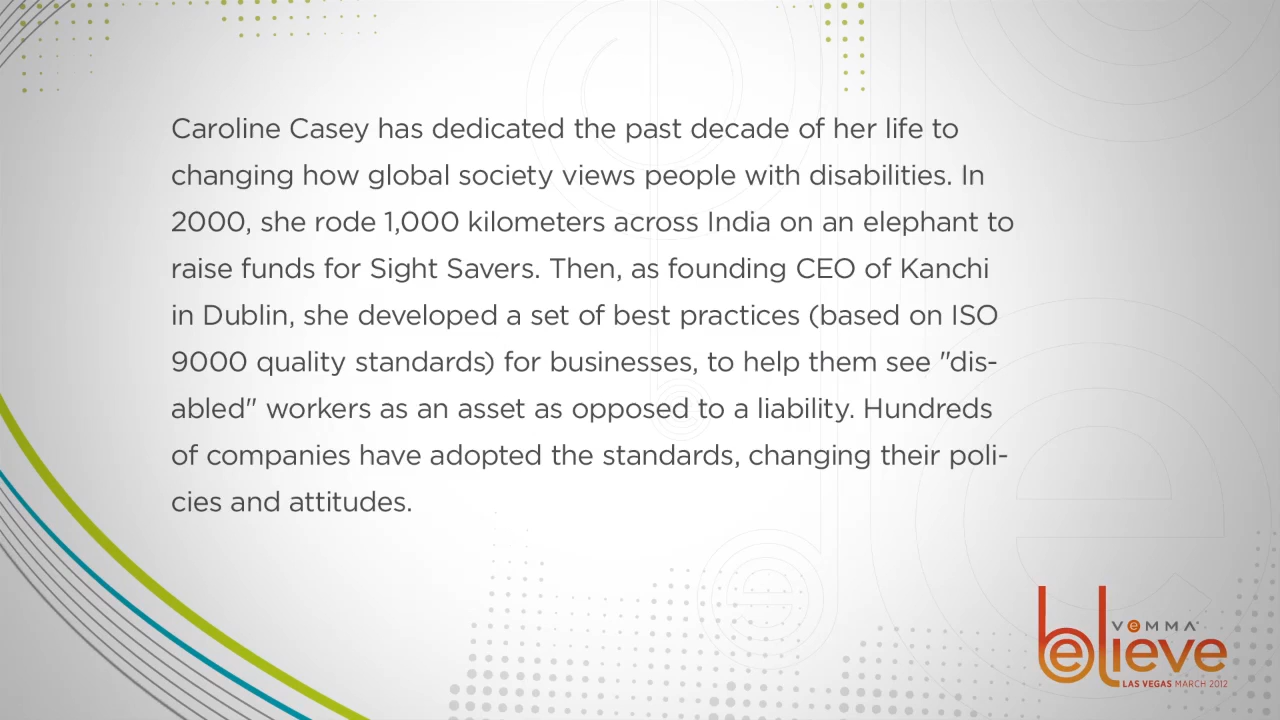 Caroline Casey has dedicated the past decade of her life to
changing how global society views people with disabilities. In
2000, she rode 1,000 kilometers across India on an elephant to
raise funds for Sight Savers. Then, as founding CEO of Kanchi
in Dublin, she developed a set of best practices (based on ISO
9000 quality standards) for businesses, to help them see "dis-
abled" workers as an asset as opposed to a liability. Hundreds
of companies have adopted the standards, changing their poli-
cies and attitudes.
VeMMA
believe
LAS VEGAS MARCH 2012